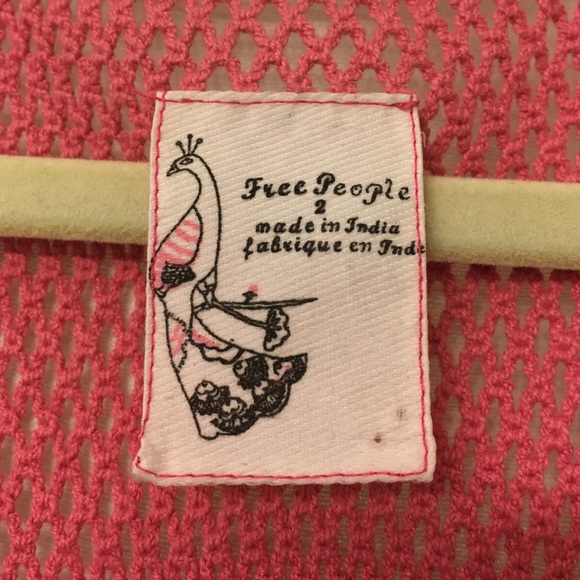 Free People
2
made in India
fabrique en Inde